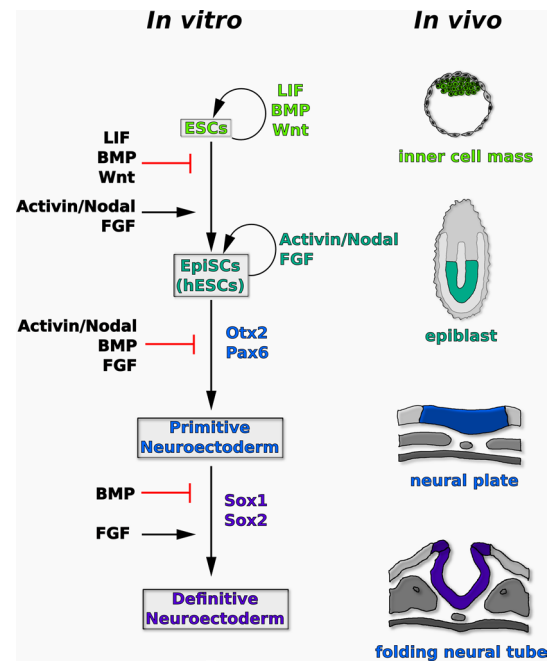 In vitro
In vivo
LIF
BMP
Wnt
ESCs
LIF
BMP
Wnt
inner cell mass
Activin/Nodal
FGF
Activin/Nodal
FGF
EpiSCs
(hESCs)
Activin/Nodal
BMP
FGF
Otx2
Pax6
epiblast
Primitive
Neuroectoderm
neural plate
BMP
Sox1
Sox2
FGF
Definitive
Neuroectoderm
folding neural tube